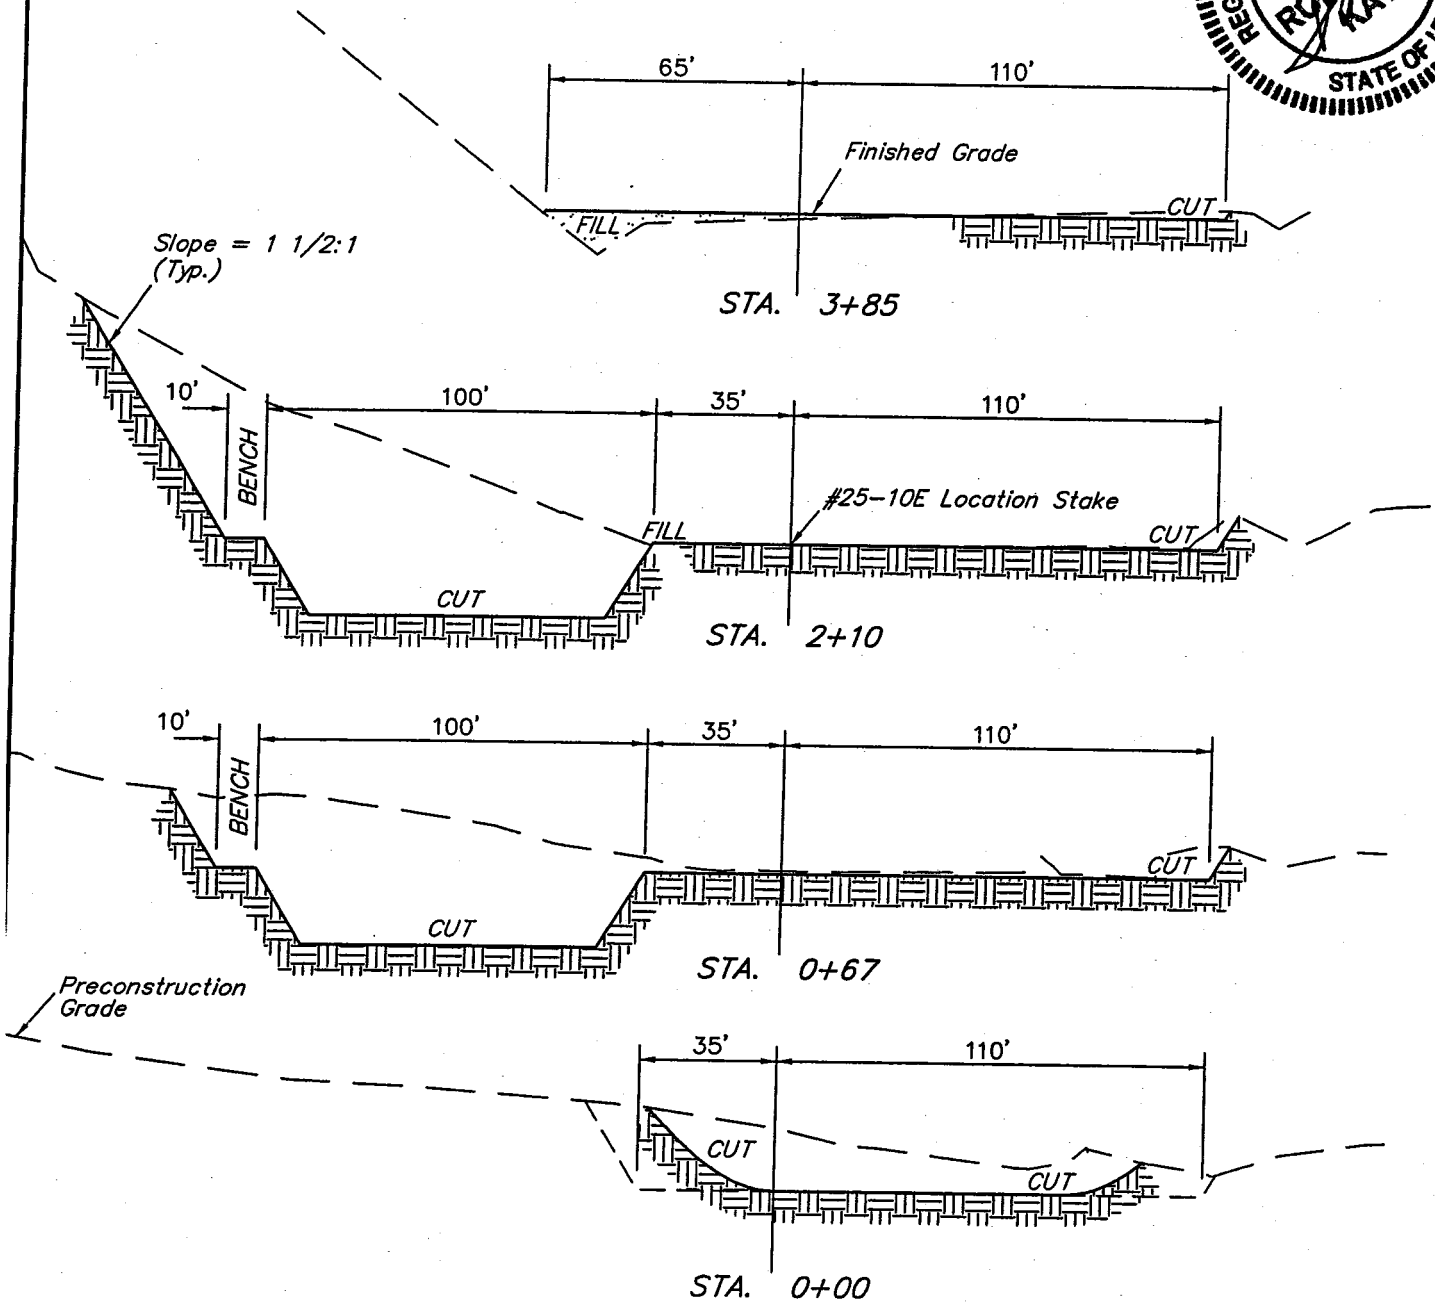 STATE OF
65'
110'
Finished Grade
FILL
CUT
STA. 3+85
Slope = 1 1/2:1
(Typ.)
10'
100'
35'
110'
BENCH
#25-10E Location Stake
FILL
CUT
CUT
STA. 2+10
10'
100'
35'
110'
BENCH
CUT
CUT
STA. 0+67
Preconstruction
Grade
35'
110'
CUT
CUT
STA. 0+00